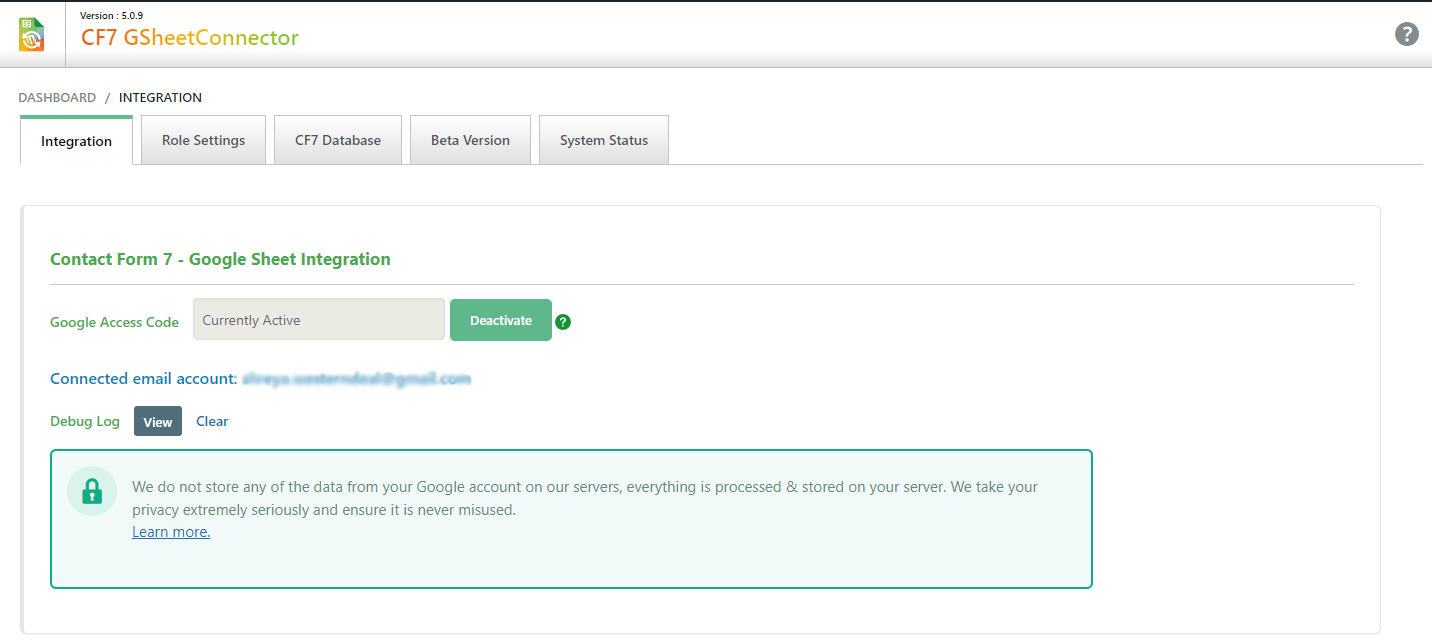 Version : 5.0.9
CF7 GSheetConnector
?
DASHBOARD / INTEGRATION
Integration Role Settings CF7 Database Beta Version System Status
Contact Form 7 - Google Sheet Integration
Google Access Code Currently Active Deactivate ?
Connected email account:
Debug Log View Clear
We do not store any of the data from your Google account on our servers, everything is processed & stored on your server. We take your
privacy extremely seriously and ensure it is never misused.
Learn more.